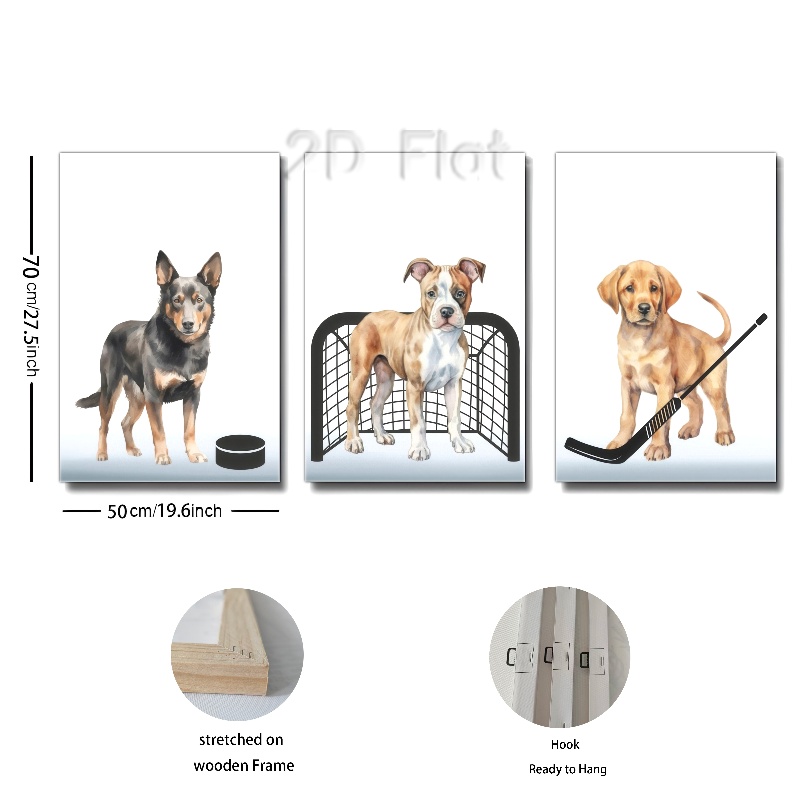 2D Flat
70 cm/27.5inch
50 cm/19.6inch
stretched on
wooden Frame
Hook
Ready to Hang